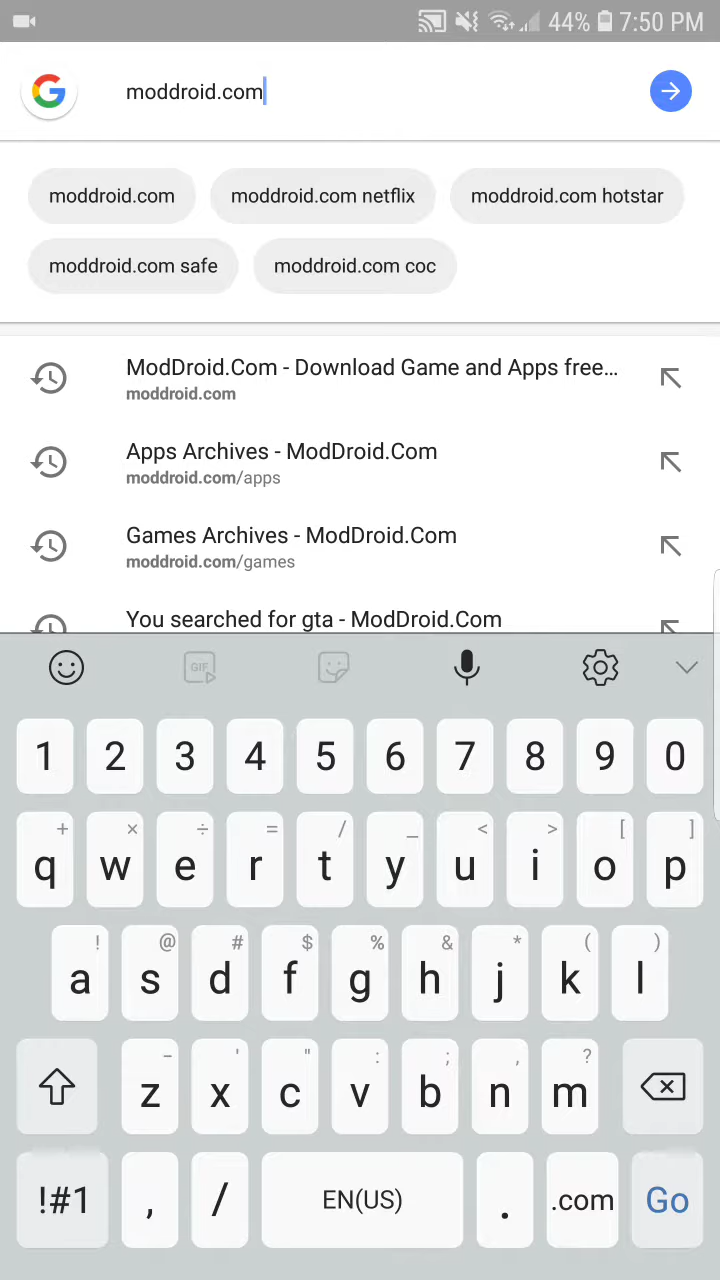 44% 7:50 PM
moddroid.com
moddroid.com moddroid.com netflix moddroid.com hotstar
moddroid.com safe moddroid.com coc
ModDroid.Com - Download Game and Apps free...
moddroid.com
Apps Archives - ModDroid.Com
moddroid.com/apps
Games Archives - ModDroid.Com
moddroid.com/games
You searched for gta - ModDroid.Com
GIF
1 2 3 4 5 6 7 8 9 0
+ × ÷ = / _ < > [ ]
q w e r t y u i o p
! @ # $ % & * ( )
a s d f g h j k l
- ' " : ; , ?
z x c v b n m
!#1 , / EN(US) . .com Go